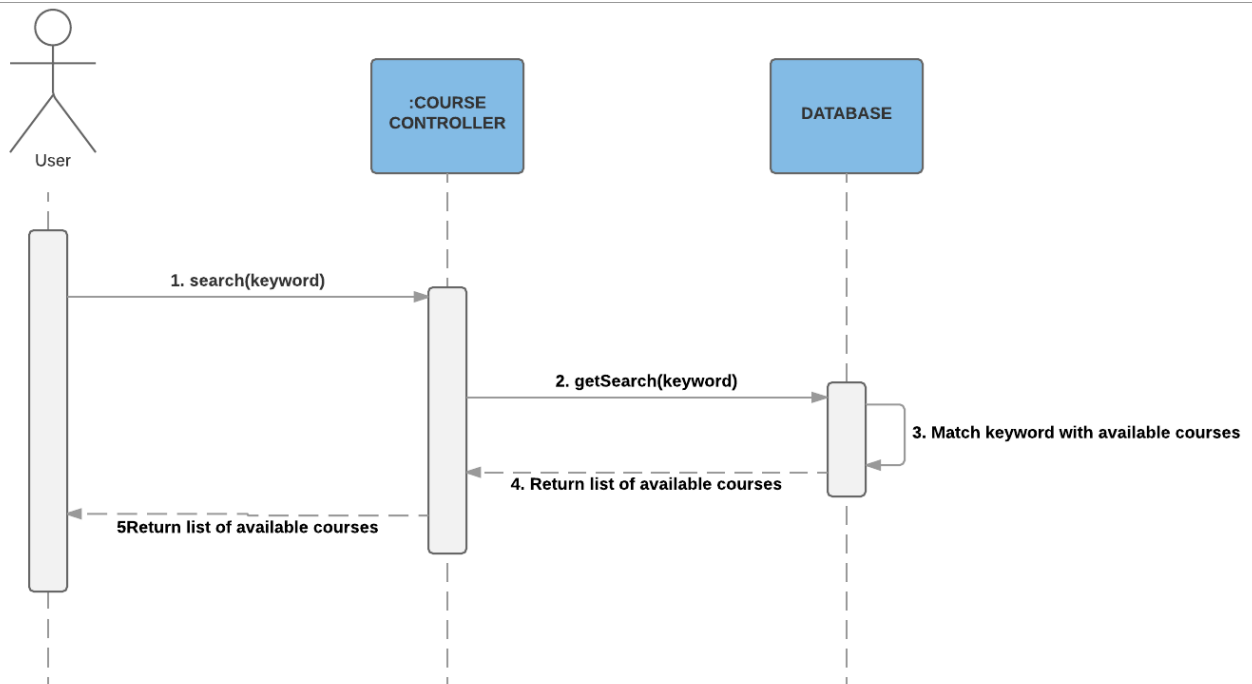 :COURSE
CONTROLLER
DATABASE
User
1. search(keyword)
2. getSearch(keyword)
3. Match keyword with available courses
4. Return list of available courses
5Return list of available courses